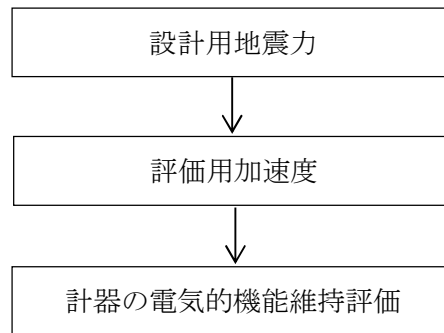 設計用地震力
評価用加速度
計器の電気的機能維持評価